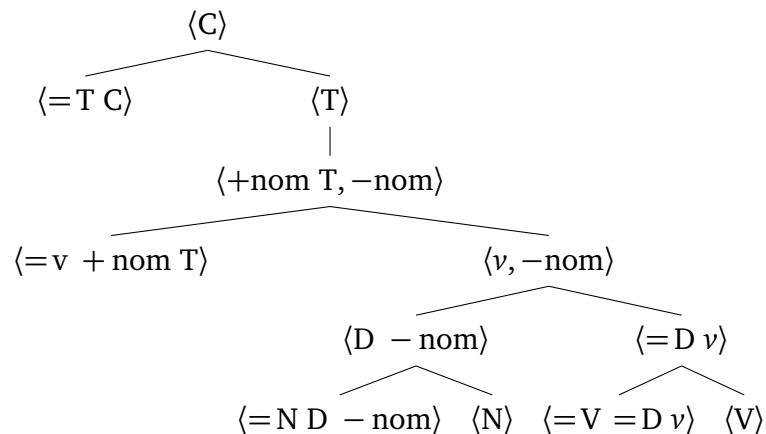 ⟨C⟩
⟨=T C⟩ ⟨T⟩
⟨+nom T, −nom⟩
⟨=v +nom T⟩ ⟨v, −nom⟩
⟨D −nom⟩ ⟨=D v⟩
⟨=N D −nom⟩ ⟨N⟩ ⟨=V =D v⟩ ⟨V⟩